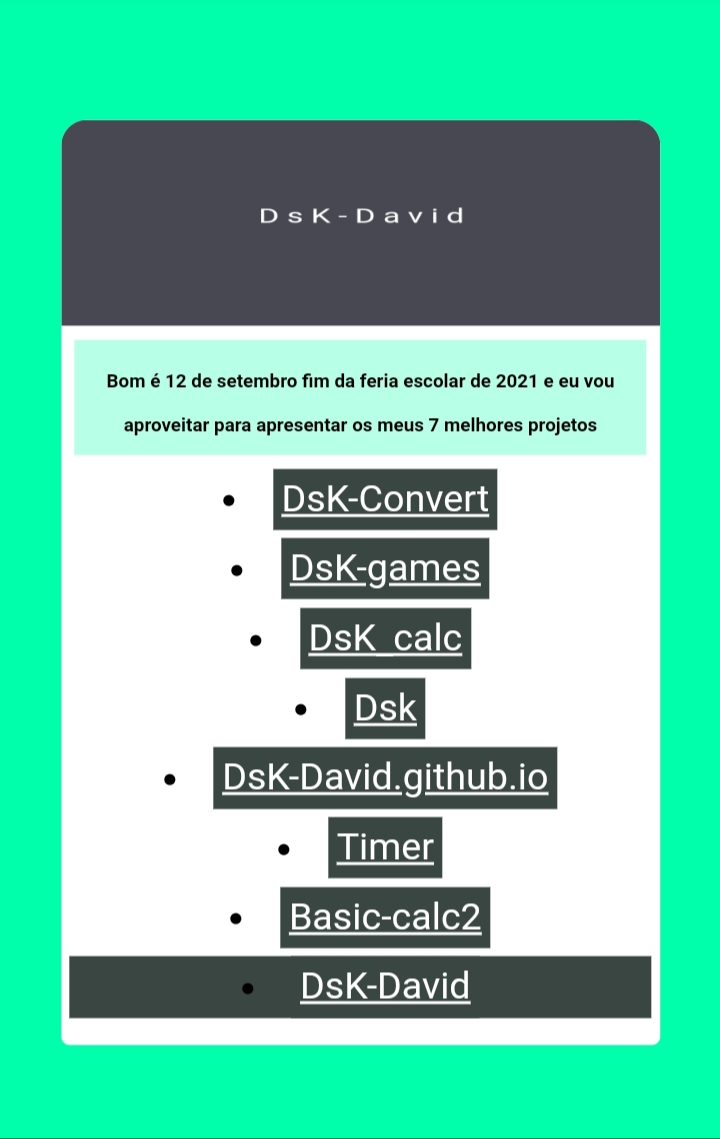 DsK-David
Bom é 12 de setembro fim da feria escolar de 2021 e eu vou
aproveitar para apresentar os meus 7 melhores projetos
DsK-Convert
DsK-games
DsK_calc
Dsk
DsK-David.github.io
Timer
Basic-calc2
DsK-David